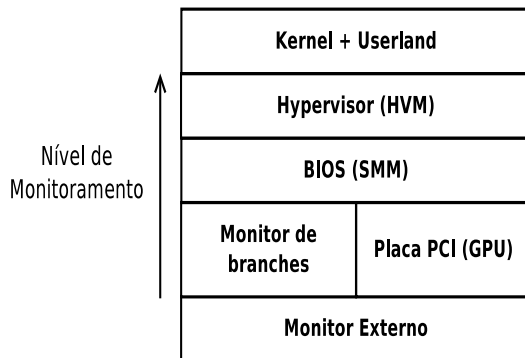 Kernel + Userland
Hypervisor (HVM)
Nível de
Monitoramento
BIOS (SMM)
Monitor de
branches
Placa PCI (GPU)
Monitor Externo